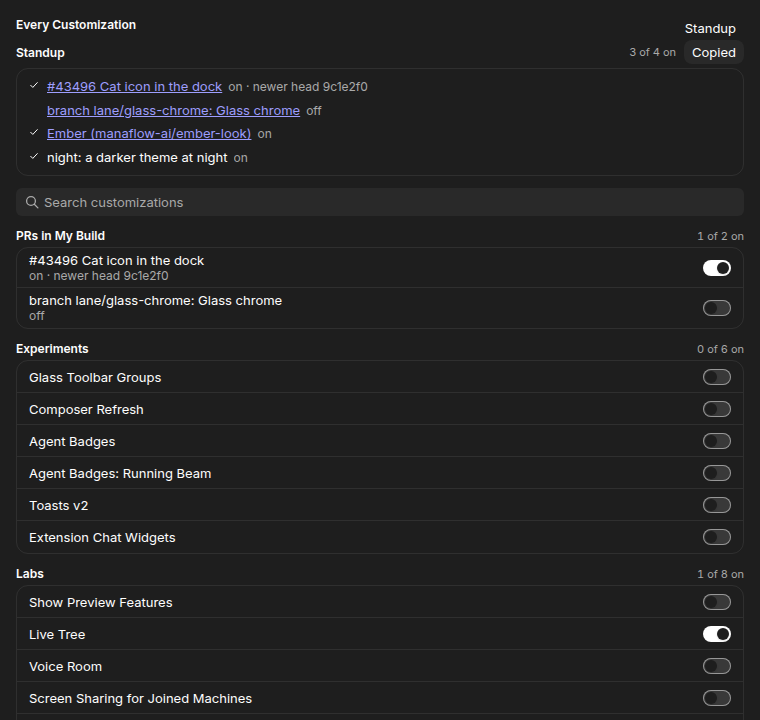 Every Customization
Standup
Standup
3 of 4 on
Copied
#43496 Cat icon in the dock on · newer head 9c1e2f0
branch lane/glass-chrome: Glass chrome off
Ember (manaflow-ai/ember-look) on
night: a darker theme at night on
Search customizations
PRs in My Build
1 of 2 on
#43496 Cat icon in the dock
on · newer head 9c1e2f0
branch lane/glass-chrome: Glass chrome
off
Experiments
0 of 6 on
Glass Toolbar Groups
Composer Refresh
Agent Badges
Agent Badges: Running Beam
Toasts v2
Extension Chat Widgets
Labs
1 of 8 on
Show Preview Features
Live Tree
Voice Room
Screen Sharing for Joined Machines